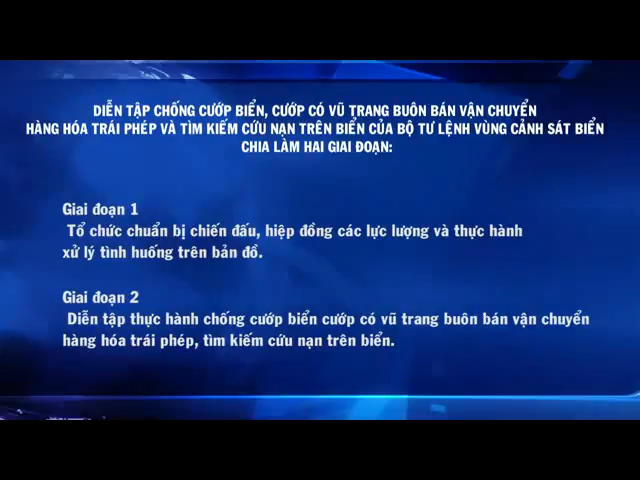 DIỄN TẬP CHỐNG CƯỚP BIỂN, CƯỚP CÓ VŨ TRANG BUÔN BÁN VẬN CHUYỂN
HÀNG HÓA TRÁI PHÉP VÀ TÌM KIẾM CỨU NẠN TRÊN BIỂN CỦA BỘ TƯ LỆNH VÙNG CẢNH SÁT BIỂN
CHIA LÀM HAI GIAI ĐOẠN:
Giai đoạn 1
Tổ chức chuẩn bị chiến đấu, hiệp đồng các lực lượng và thực hành
xử lý tình huống trên bản đồ.
Giai đoạn 2
Diễn tập thực hành chống cướp biển cướp có vũ trang buôn bán vận chuyển
hàng hóa trái phép, tìm kiếm cứu nạn trên biển.